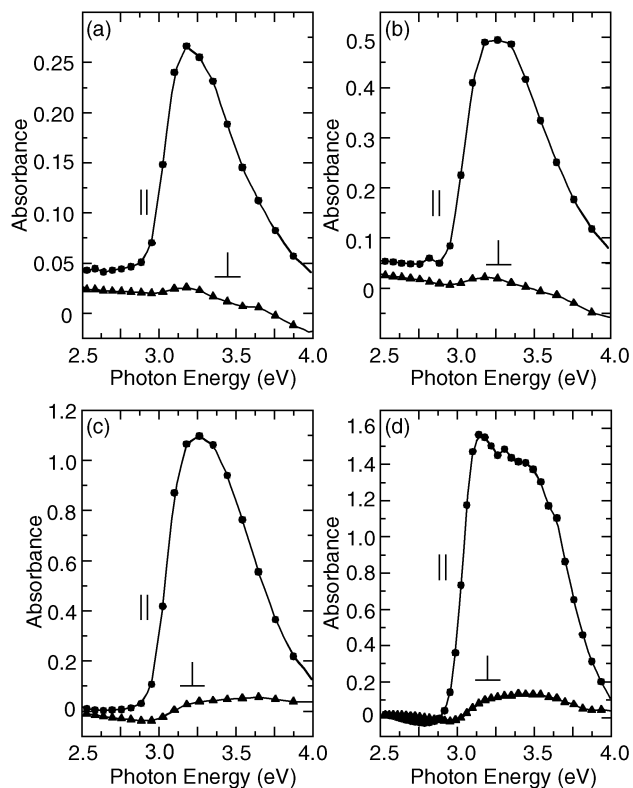 (a)
0.25
0.20
0.15
0.10
0.05
0
Absorbance
||
⊥
2.5 3.0 3.5 4.0
Photon Energy (eV)
(b)
0.5
0.4
0.3
0.2
0.1
0
Absorbance
||
⊥
2.5 3.0 3.5 4.0
Photon Energy (eV)
(c)
1.2
1.0
0.8
0.6
0.4
0.2
0
Absorbance
||
⊥
2.5 3.0 3.5 4.0
Photon Energy (eV)
(d)
1.6
1.4
1.2
1.0
0.8
0.6
0.4
0.2
0
Absorbance
||
⊥
2.5 3.0 3.5 4.0
Photon Energy (eV)